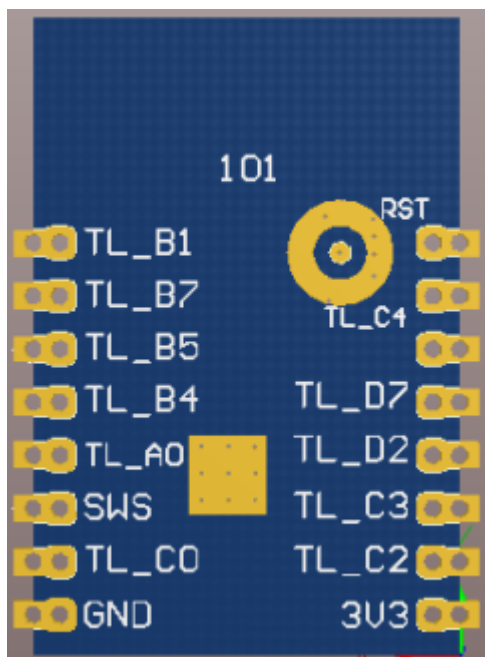 101
RST
TL_B1
TL_B7
TL_C4
TL_B5
TL_B4 TL_D7
TL_A0 TL_D2
SWS TL_C3
TL_C0 TL_C2
GND 3V3